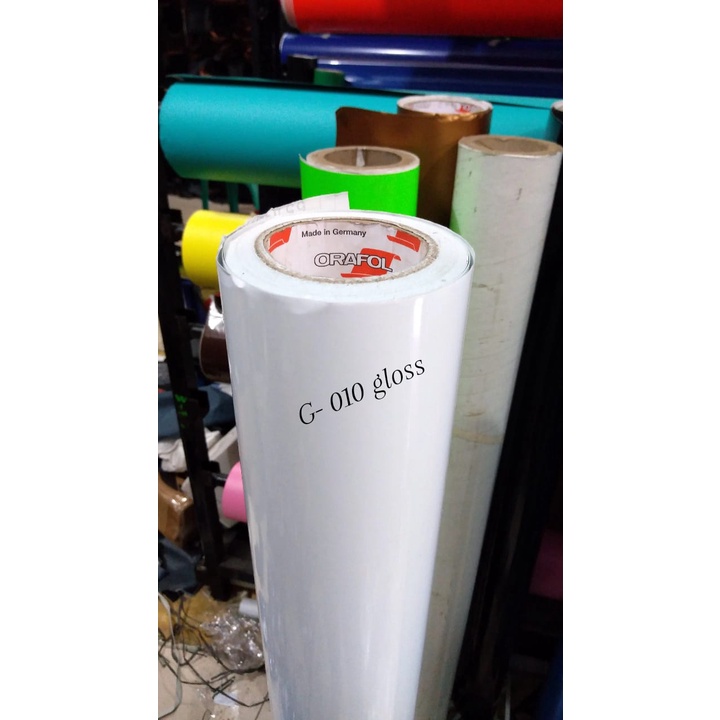 Made in Germany
ORAFOL
G- 010 gloss